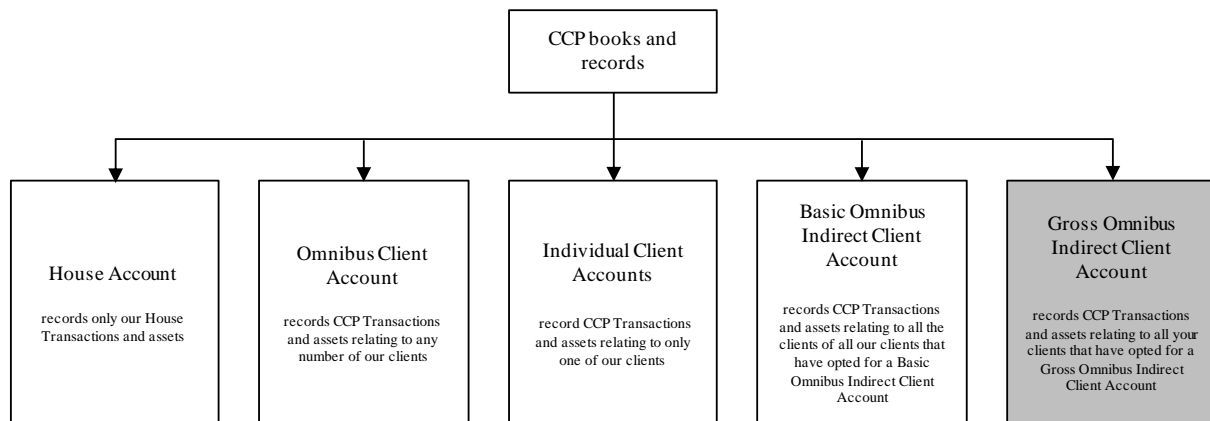 CCP books and
records
House Account
records only our House
Transactions and assets
Omnibus Client
Account
records CCP Transactions
and assets relating to any
number of our clients
Individual Client
Accounts
record CCP Transactions
and assets relating to only
one of our clients
Basic Omnibus
Indirect Client
Account
records CCP Transactions
and assets relating to all the
clients of all our clients that
have opted for a Basic
Omnibus Indirect Client
Account
Gross Omnibus
Indirect Client
Account
records CCP Transactions
and assets relating to all your
clients that have opted for a
Gross Omnibus Indirect
Client Account